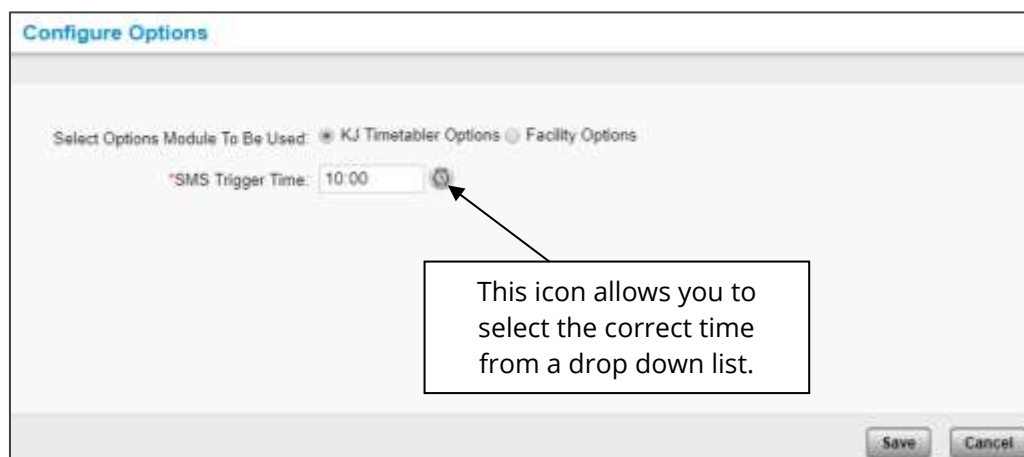 Configure Options
Select Options Module To Be Used: KJ Timetabler Options Facility Options
*SMS Trigger Time: 10:00
This icon allows you to
select the correct time
from a drop down list.
Save Cancel